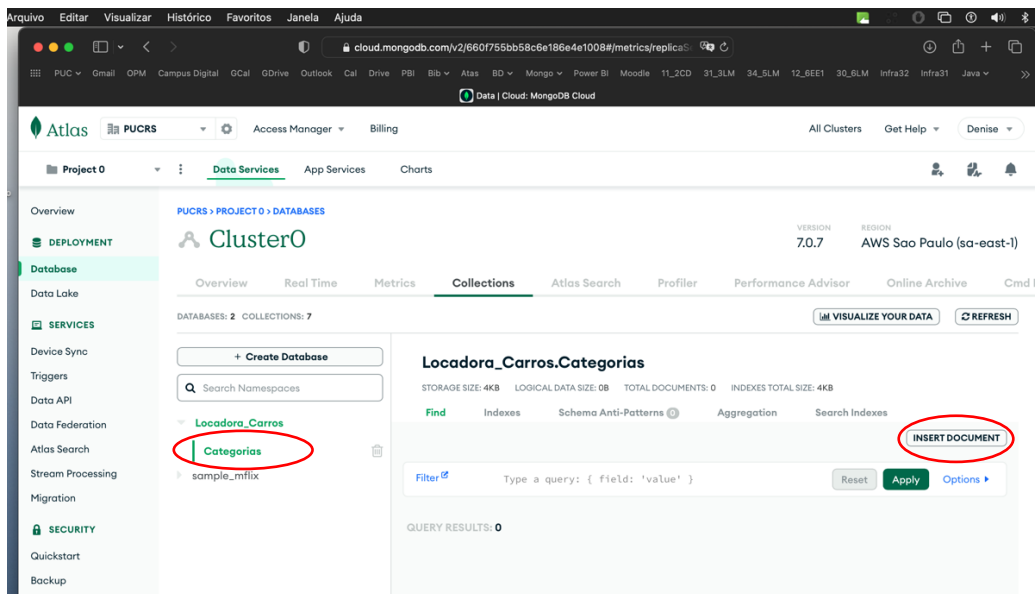 Arquivo Editar Visualizar Histórico Favoritos Janela Ajuda
cloud.mongodb.com/v2/660f755bb58c6e186e4e1008#/metrics/replicaS
PUC Gmail OPM Campus Digital GCal GDrive Outlook Cal Drive PBI Bib Atas BD Mongo Power BI Moodle 11_2CD 31_3LM 34_5LM 12_6EE1 30_6LM Infra32 Infra31 Java
Data | Cloud: MongoDB Cloud
Atlas PUCRS Access Manager Billing All Clusters Get Help Denise
Project 0 Data Services App Services Charts
Overview
DEPLOYMENT
Database
Data Lake
SERVICES
Device Sync
Triggers
Data API
Data Federation
Atlas Search
Stream Processing
Migration
SECURITY
Quickstart
Backup
PUCRS > PROJECT 0 > DATABASES
Cluster0
VERSION
7.0.7
REGION
AWS Sao Paulo (sa-east-1)
Overview Real Time Metrics Collections Atlas Search Profiler Performance Advisor Online Archive Cmd
DATABASES: 2 COLLECTIONS: 7
VISUALIZE YOUR DATA REFRESH
+ Create Database
Search Namespaces
Locadora_Carros
Categorias
sample_mflix
Locadora_Carros.Categorias
STORAGE SIZE: 4KB LOGICAL DATA SIZE: 0B TOTAL DOCUMENTS: 0 INDEXES TOTAL SIZE: 4KB
Find Indexes Schema Anti-Patterns 0 Aggregation Search Indexes
INSERT DOCUMENT
Filter Type a query: { field: 'value' } Reset Apply Options
QUERY RESULTS: 0